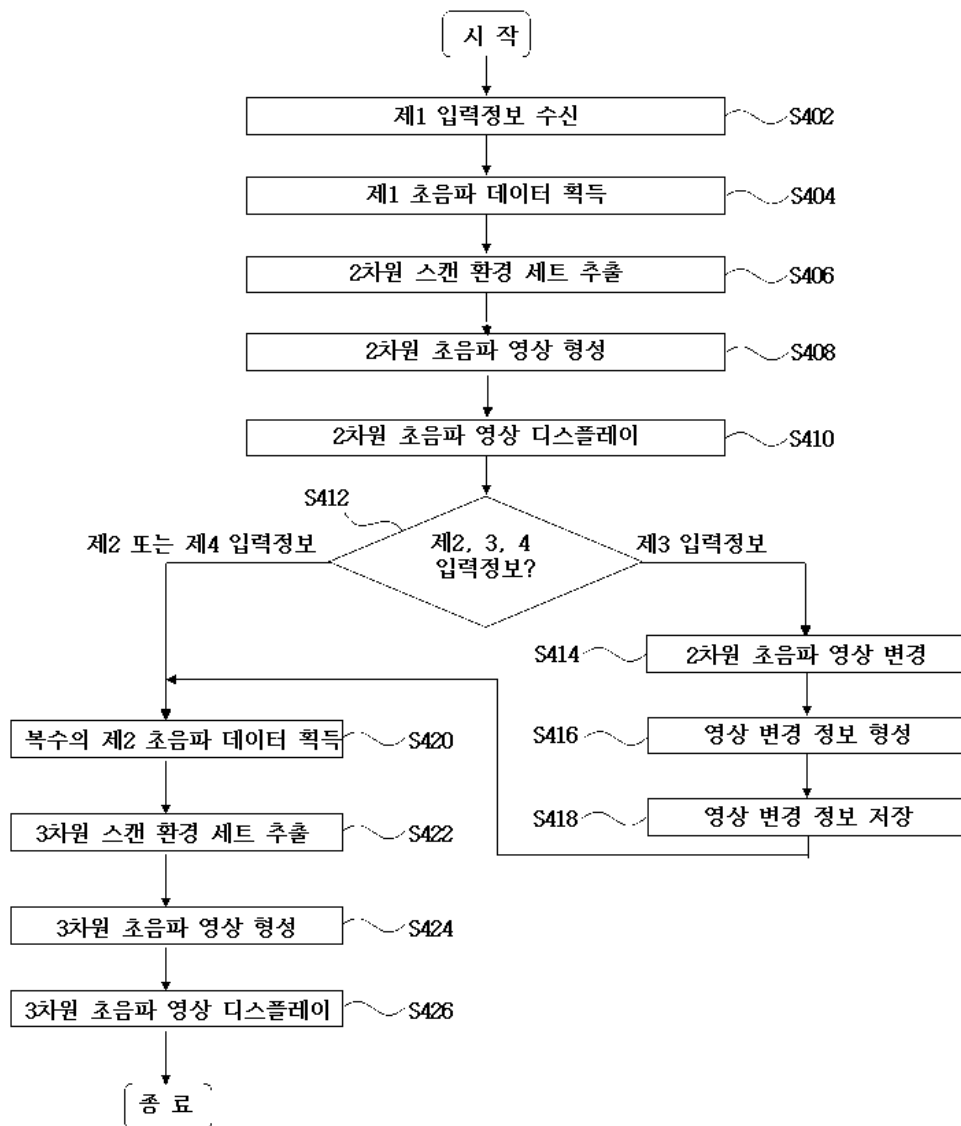 시 작
제1 입력정보 수신
S402
제1 초음파 데이터 획득
S404
2차원 스캔 환경 세트 추출
S406
2차원 초음파 영상 형성
S408
2차원 초음파 영상 디스플레이
S410
S412
제2 또는 제4 입력정보
제2, 3, 4
입력정보?
제3 입력정보
S414
2차원 초음파 영상 변경
S416
영상 변경 정보 형성
S418
영상 변경 정보 저장
복수의 제2 초음파 데이터 획득
S420
3차원 스캔 환경 세트 추출
S422
3차원 초음파 영상 형성
S424
3차원 초음파 영상 디스플레이
S426
종 료